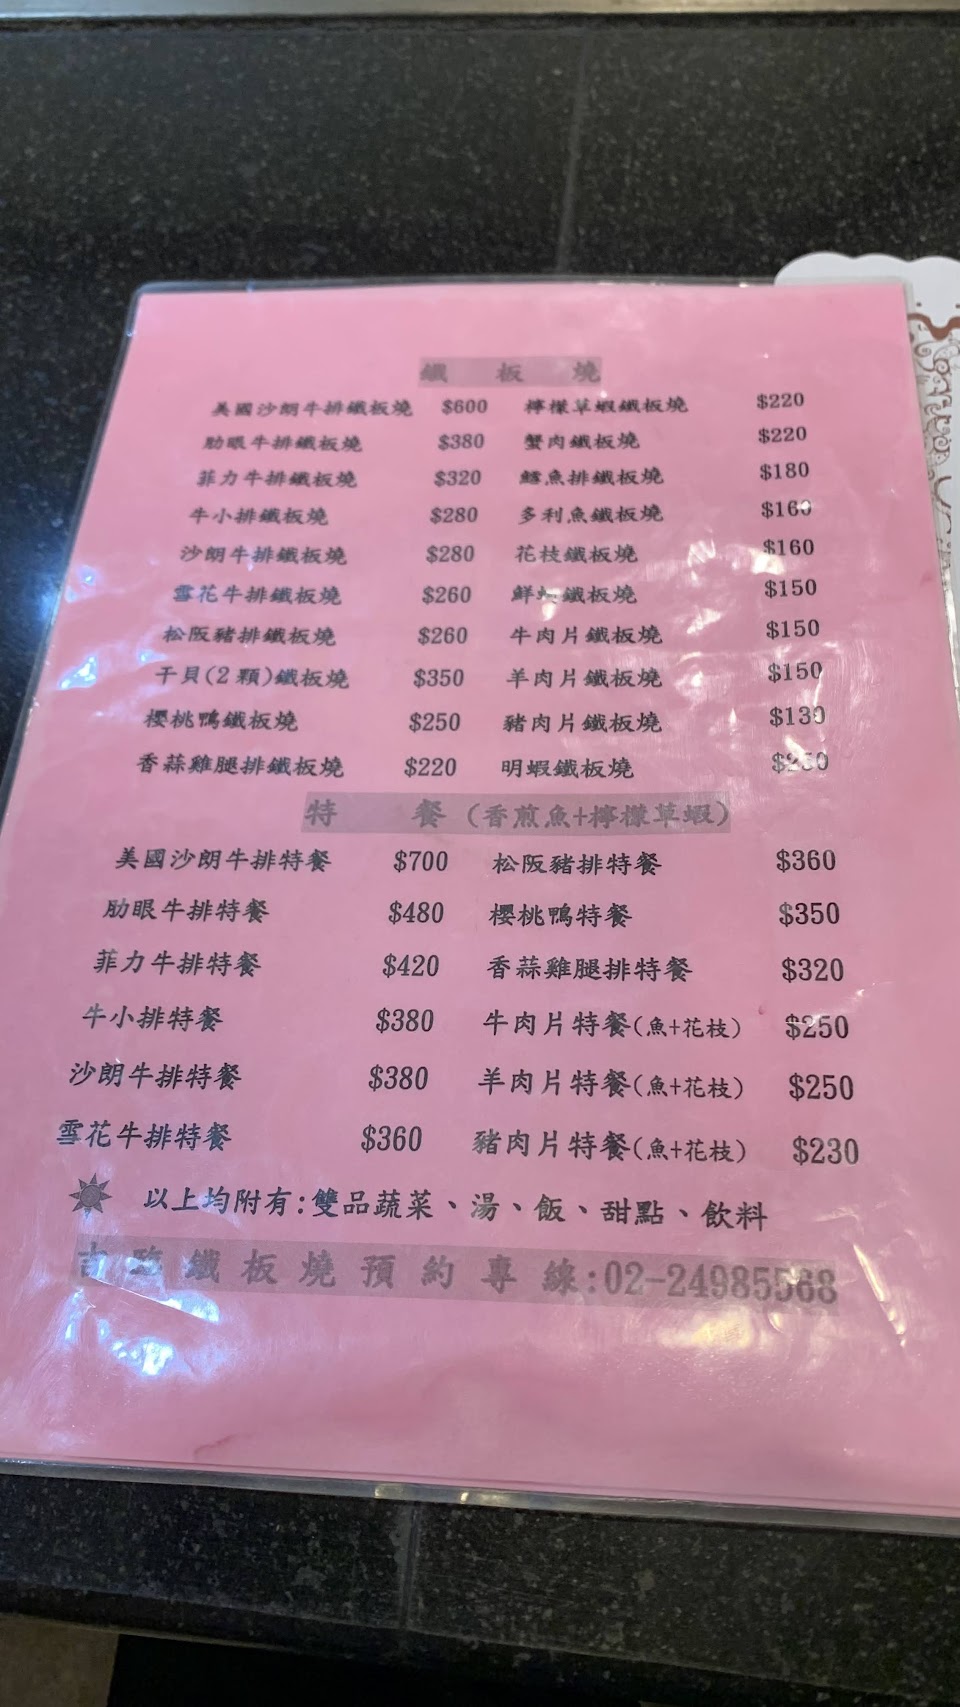 鐵 板 燒
美國沙朗牛排鐵板燒 $600 檸檬草蝦鐵板燒 $220
肋眼牛排鐵板燒 $380 蟹肉鐵板燒 $220
菲力牛排鐵板燒 $320 鱈魚排鐵板燒 $180
牛小排鐵板燒 $280 多利魚鐵板燒 $160
沙朗牛排鐵板燒 $280 花枝鐵板燒 $160
雪花牛排鐵板燒 $260 鮮 鐵板燒 $150
松阪豬排鐵板燒 $260 牛肉片鐵板燒 $150
干貝(2顆)鐵板燒 $350 羊肉片鐵板燒 $150
櫻桃鴨鐵板燒 $250 豬肉片鐵板燒 $130
香蒜雞腿排鐵板燒 $220 明蝦鐵板燒
特 餐 (香煎魚+檸檬草蝦)
美國沙朗牛排特餐 $700 松阪豬排特餐 $360
肋眼牛排特餐 $480 櫻桃鴨特餐 $350
菲力牛排特餐 $420 香蒜雞腿排特餐 $320
牛小排特餐 $380 牛肉片特餐(魚+花枝) $250
沙朗牛排特餐 $380 羊肉片特餐(魚+花枝) $250
雪花牛排特餐 $360 豬肉片特餐(魚+花枝) $230
以上均附有:雙品蔬菜、湯、飯、甜點、飲料
鐵板燒預約專線:02-24985568